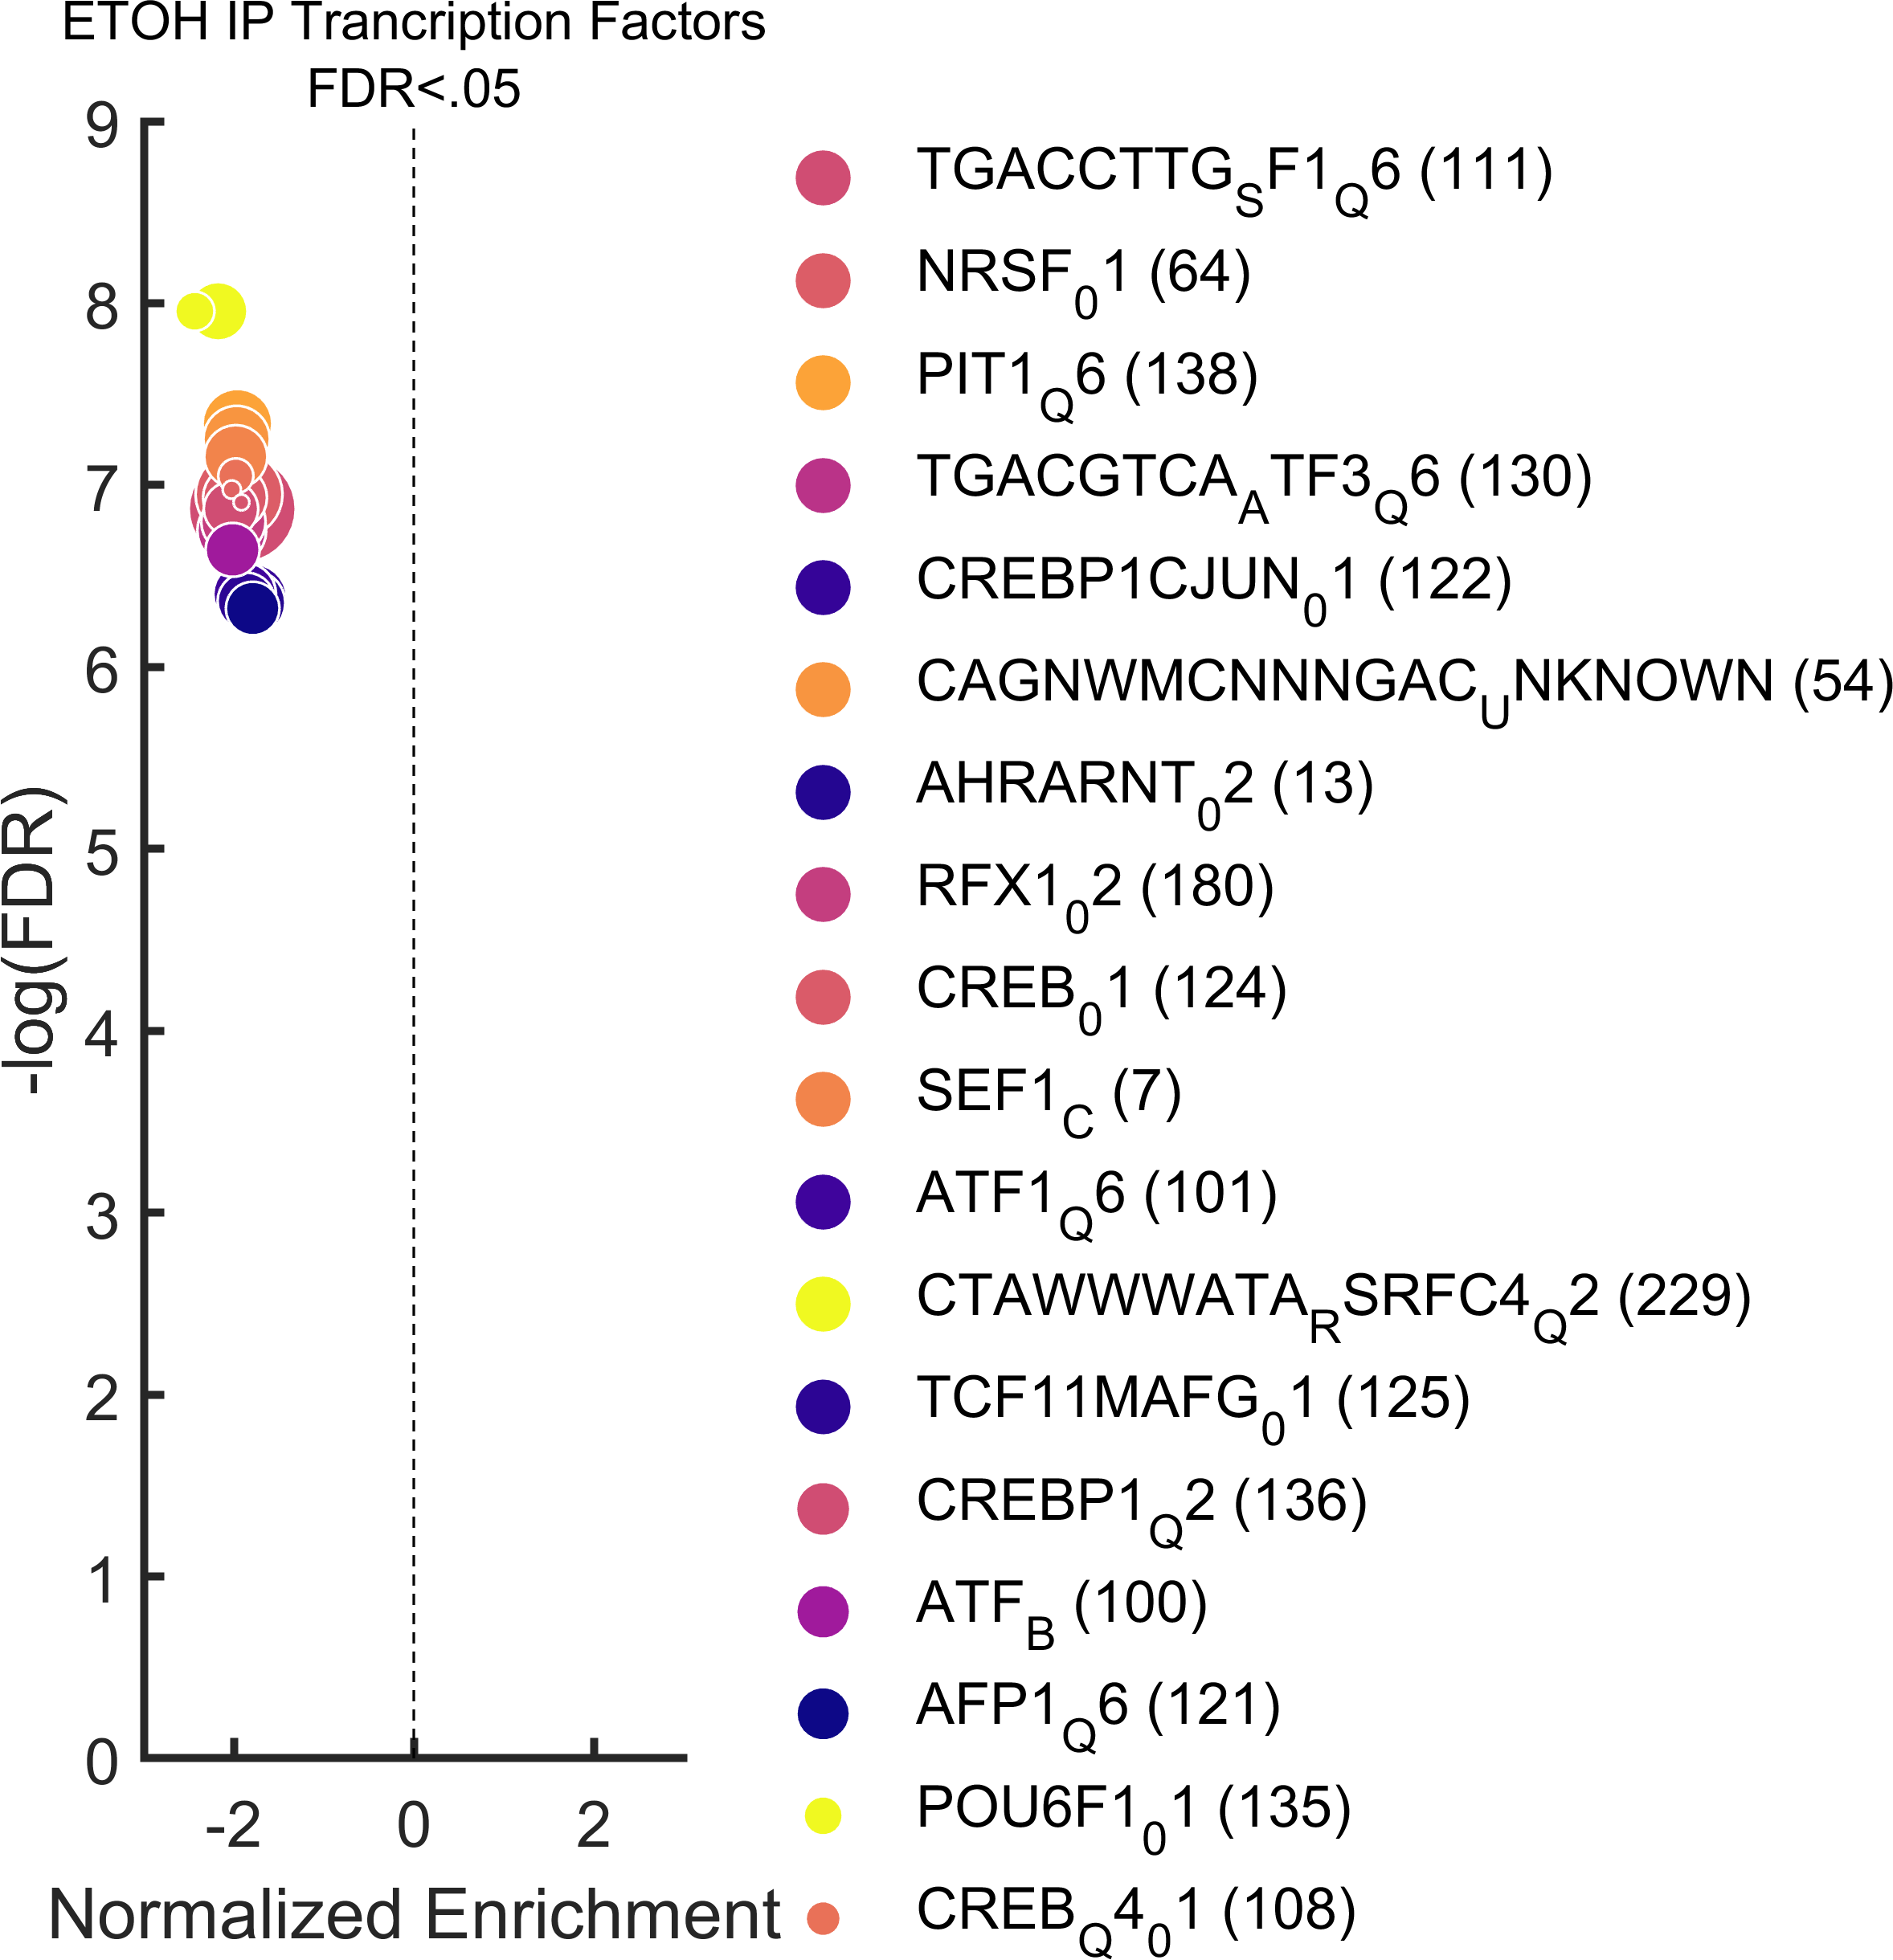 ETOH IP Trancription Factors
FDR<.05
9
8
7
6
5
4
3
2
1
0
-log(FDR)
-2 0 2
Normalized Enrichment
TGACCTTGSF1Q6 (111)
NRSF01 (64)
PIT1Q6 (138)
TGACGTCAATF3Q6 (130)
CREBP1CJUN01 (122)
CAGNWMCNNNGACUNKNOWN (54)
AHRARNT02 (13)
RFX102 (180)
CREB01 (124)
SEF1C (7)
ATF1Q6 (101)
CTAWWWATARSRFC4Q2 (229)
TCF11MAFG01 (125)
CREBP1Q2 (136)
ATFB (100)
AFP1Q6 (121)
POU6F101 (135)
CREBQ401 (108)